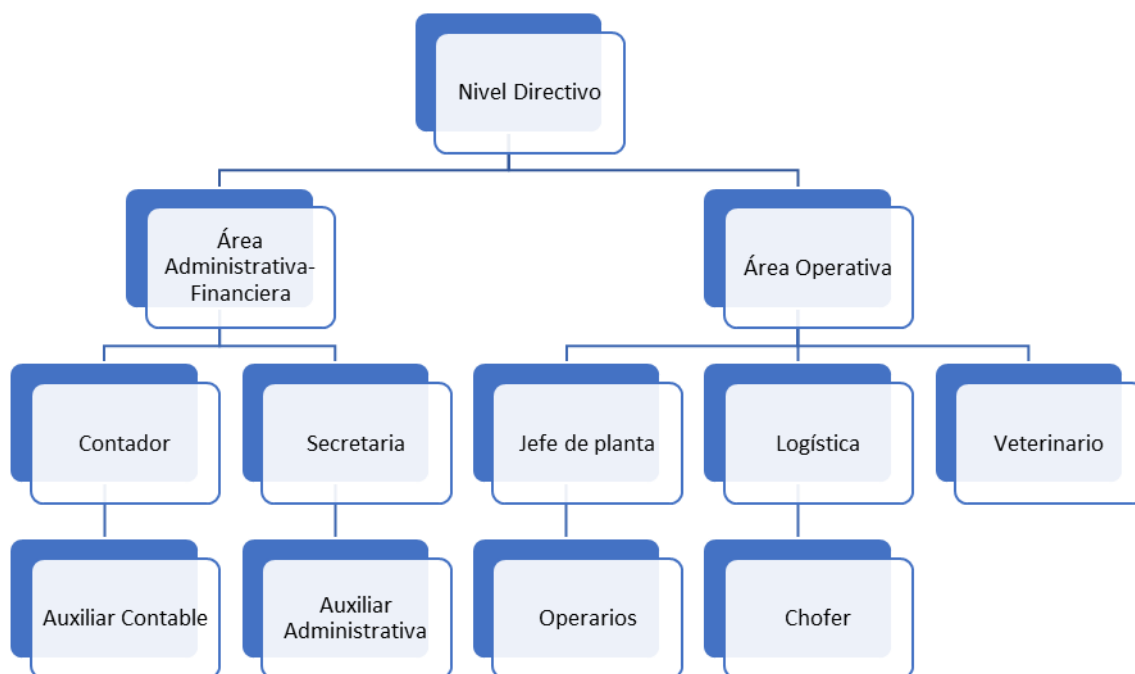 Nivel Directivo
Área
Administrativa-
Financiera
Área Operativa
Contador
Secretaria
Jefe de planta
Logística
Veterinario
Auxiliar Contable
Auxiliar
Administrativa
Operarios
Chofer